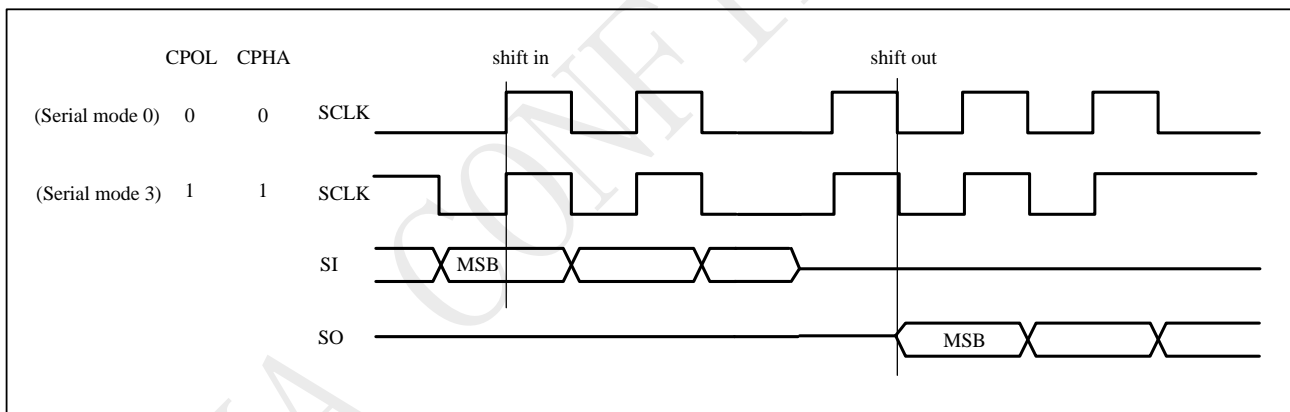 CPOL CPHA shift in shift out
(Serial mode 0) 0 0 SCLK
(Serial mode 3) 1 1 SCLK
SI MSB
SO MSB